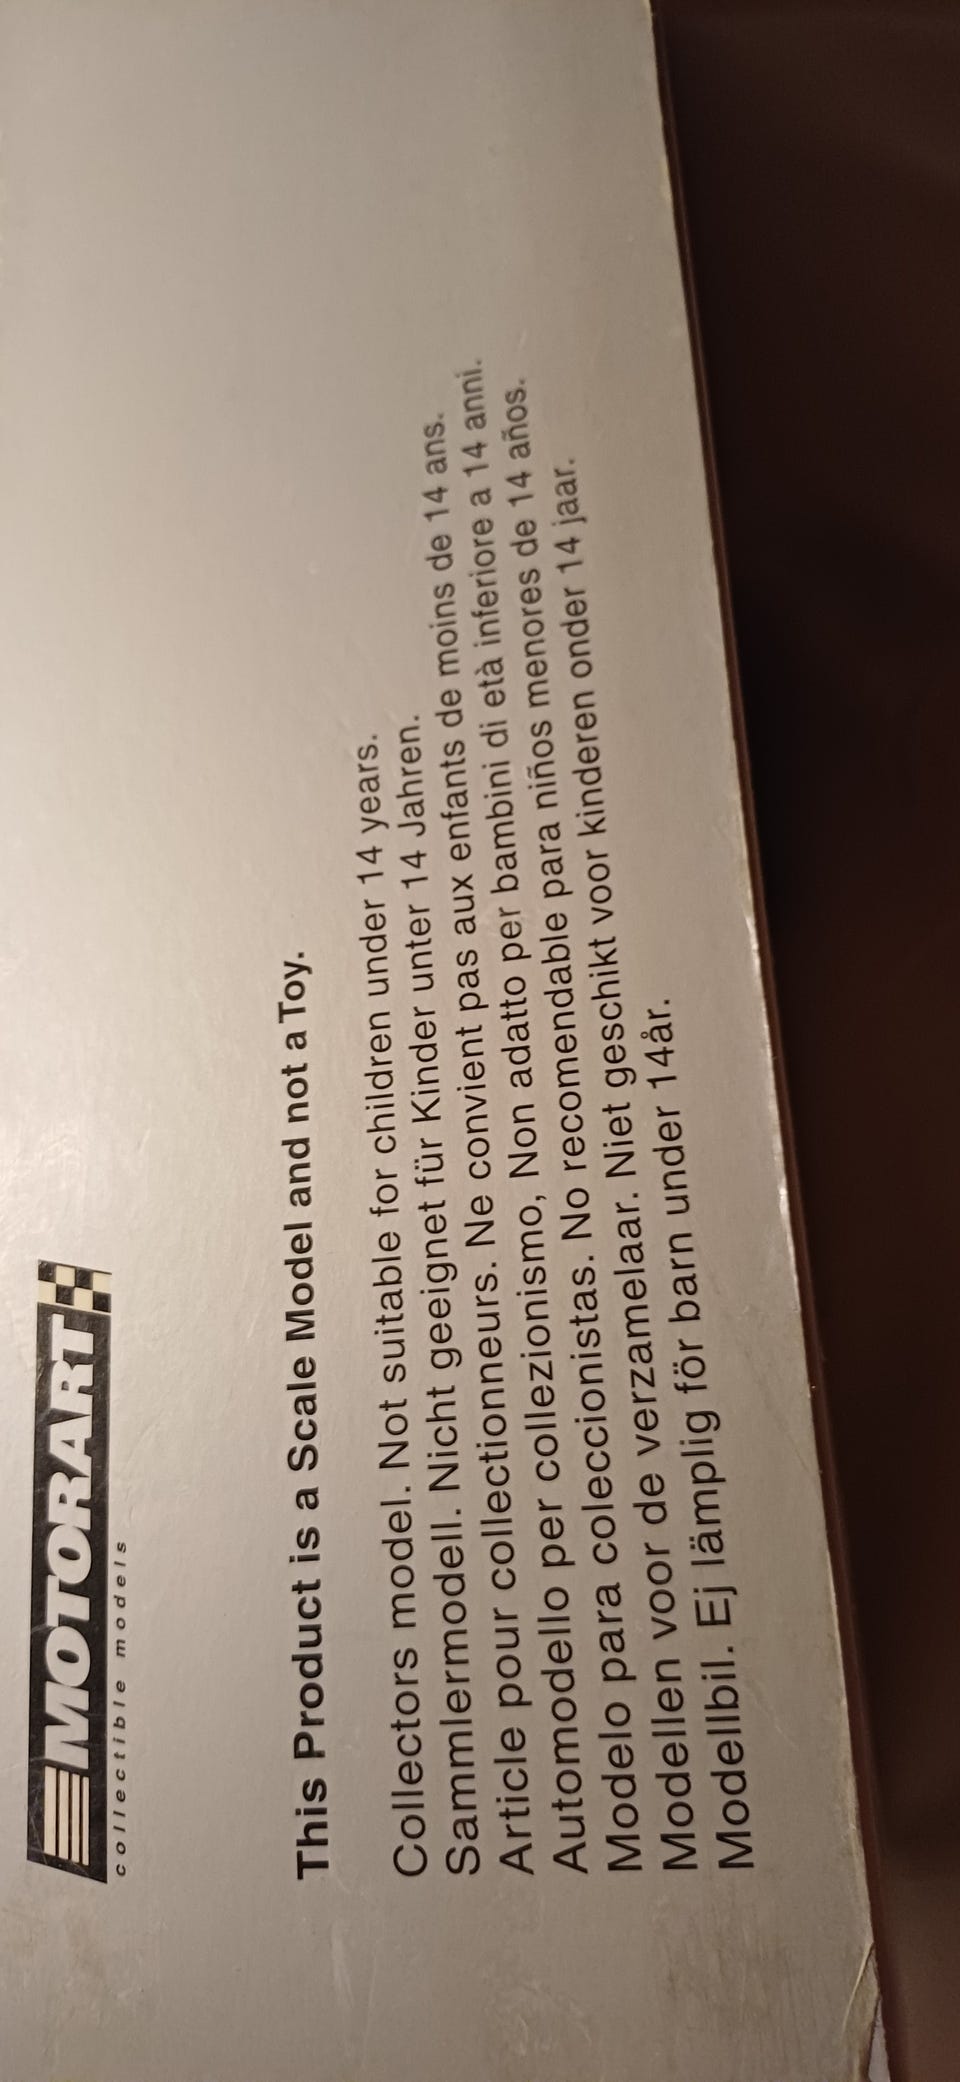 MOTORART
collectible models
This Product is a Scale Model and not a Toy.
Collectors model. Not suitable for children under 14 years.
Sammlermodell. Nicht geeignet für Kinder unter 14 Jahren.
Article pour collectionneurs. Ne convient pas aux enfants de moins de 14 ans.
Automodello per collezionismo, Non adatto per bambini di età inferiore a 14 anni.
Modelo para coleccionistas. No recomendable para niños menores de 14 años.
Modellen voor de verzamelaar. Niet geschikt voor kinderen onder 14 jaar.
Modellbil. Ej lämplig för barn under 14år.